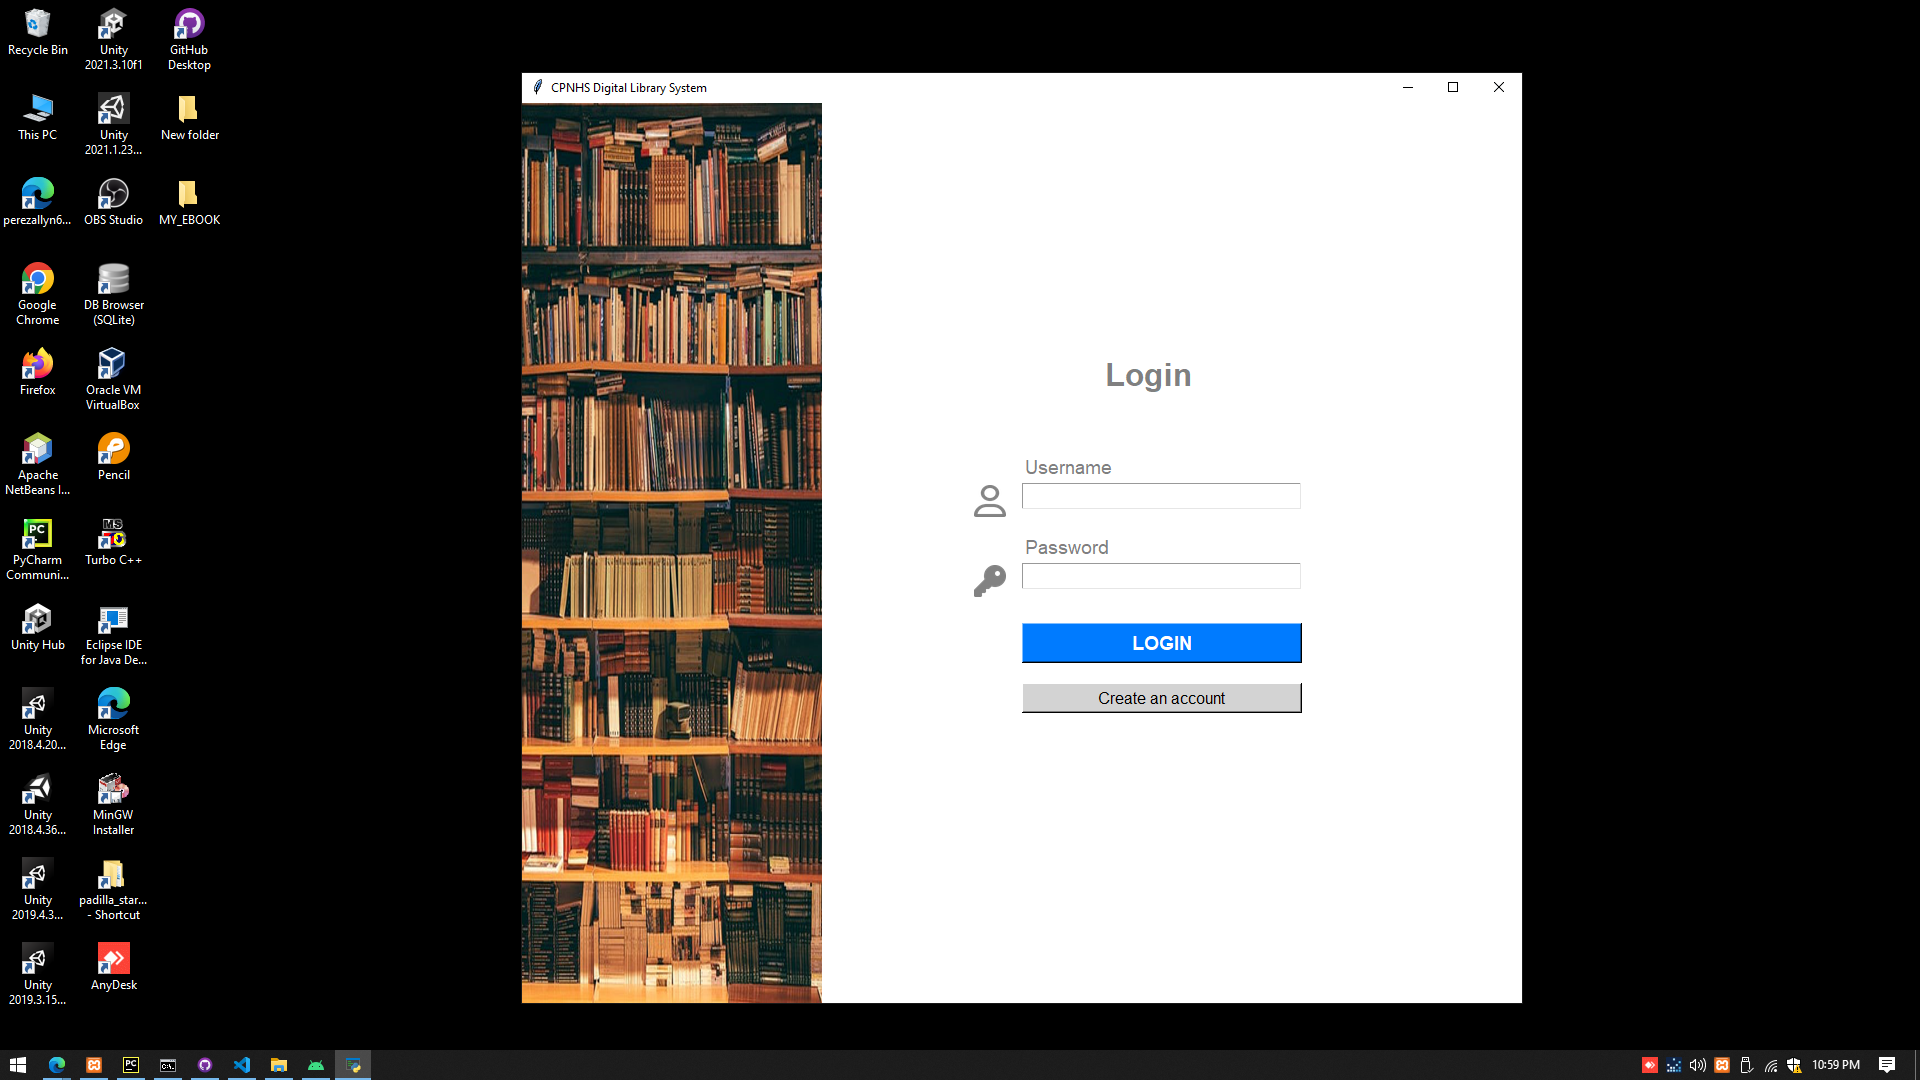 Recycle Bin
Unity
2021.3.10f1
GitHub
Desktop
This PC
Unity
2021.1.23...
New folder
perezallyn6...
OBS Studio
MY_EBOOK
Google
Chrome
DB Browser
(SQLite)
Firefox
Oracle VM
VirtualBox
Apache
NetBeans I...
Pencil
PC
PyCharm
Communi...
MS
Turbo C++
Unity Hub
Eclipse IDE
for Java De...
Unity
2018.4.20...
Microsoft
Edge
Unity
2018.4.36...
MinGW
Installer
Unity
2019.4.3...
padilla_star...
- Shortcut
Unity
2019.3.15...
AnyDesk
CPNHS Digital Library System
Login
Username
Password
LOGIN
Create an account
PC
C:\.
10:59 PM